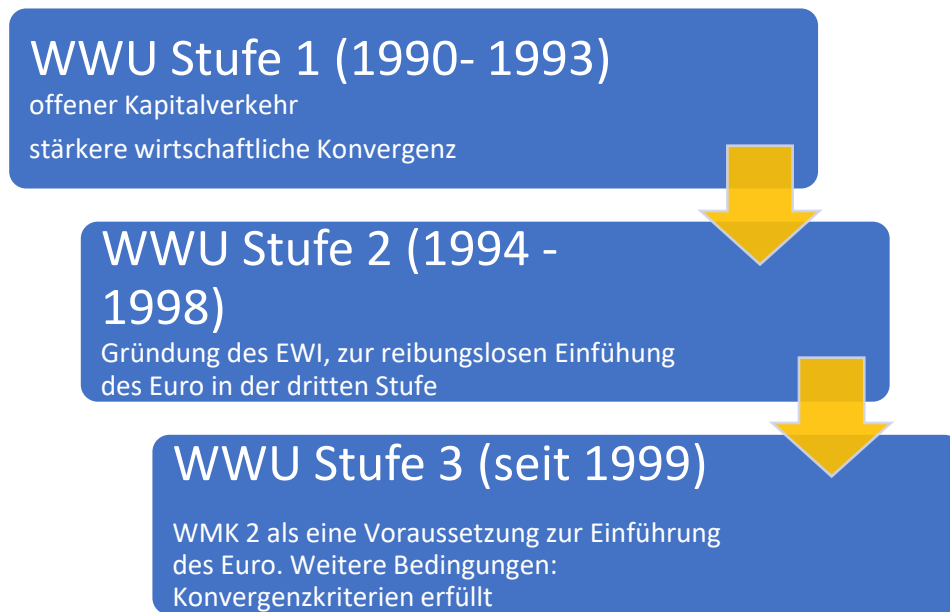 WWU Stufe 1 (1990- 1993)
offener Kapitalverkehr
stärkere wirtschaftliche Konvergenz
WWU Stufe 2 (1994 -
1998)
Gründung des EWI, zur reibungslosen Einfühung
des Euro in der dritten Stufe
WWU Stufe 3 (seit 1999)
WMK 2 als eine Voraussetzung zur Einführung
des Euro. Weitere Bedingungen:
Konvergenzkriterien erfüllt